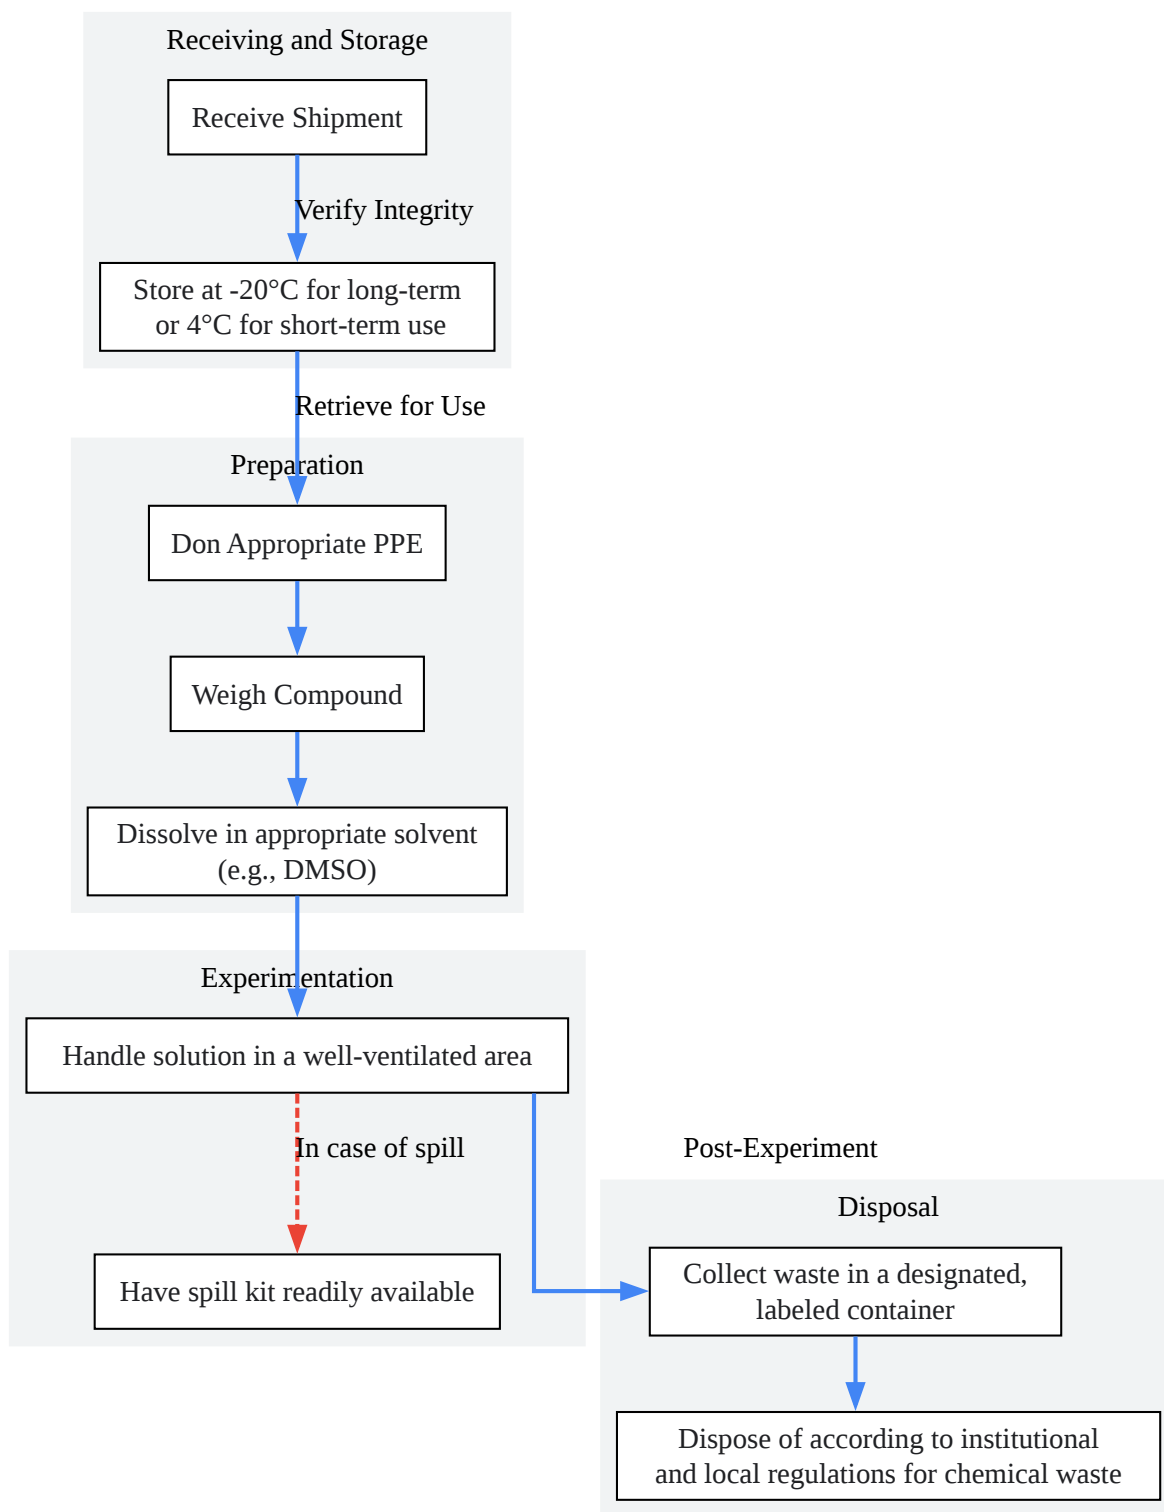 Receiving and Storage
Receive Shipment
Verify Integrity
Store at -20°C for long-term
or 4°C for short-term use
Retrieve for Use
Preparation
Don Appropriate PPE
Weigh Compound
Dissolve in appropriate solvent
(e.g., DMSO)
Experimentation
Handle solution in a well-ventilated area
In case of spill
Have spill kit readily available
Post-Experiment
Disposal
Collect waste in a designated,
labeled container
Dispose of according to institutional
and local regulations for chemical waste